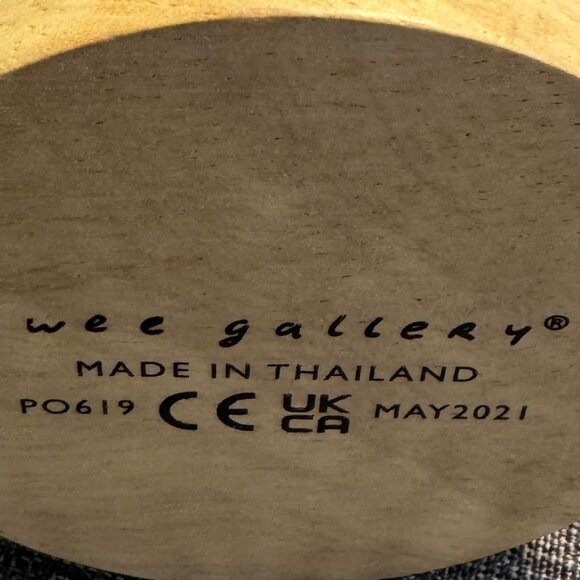 wee gallery®
MADE IN THAILAND
PO619 CE UK CA MAY2021